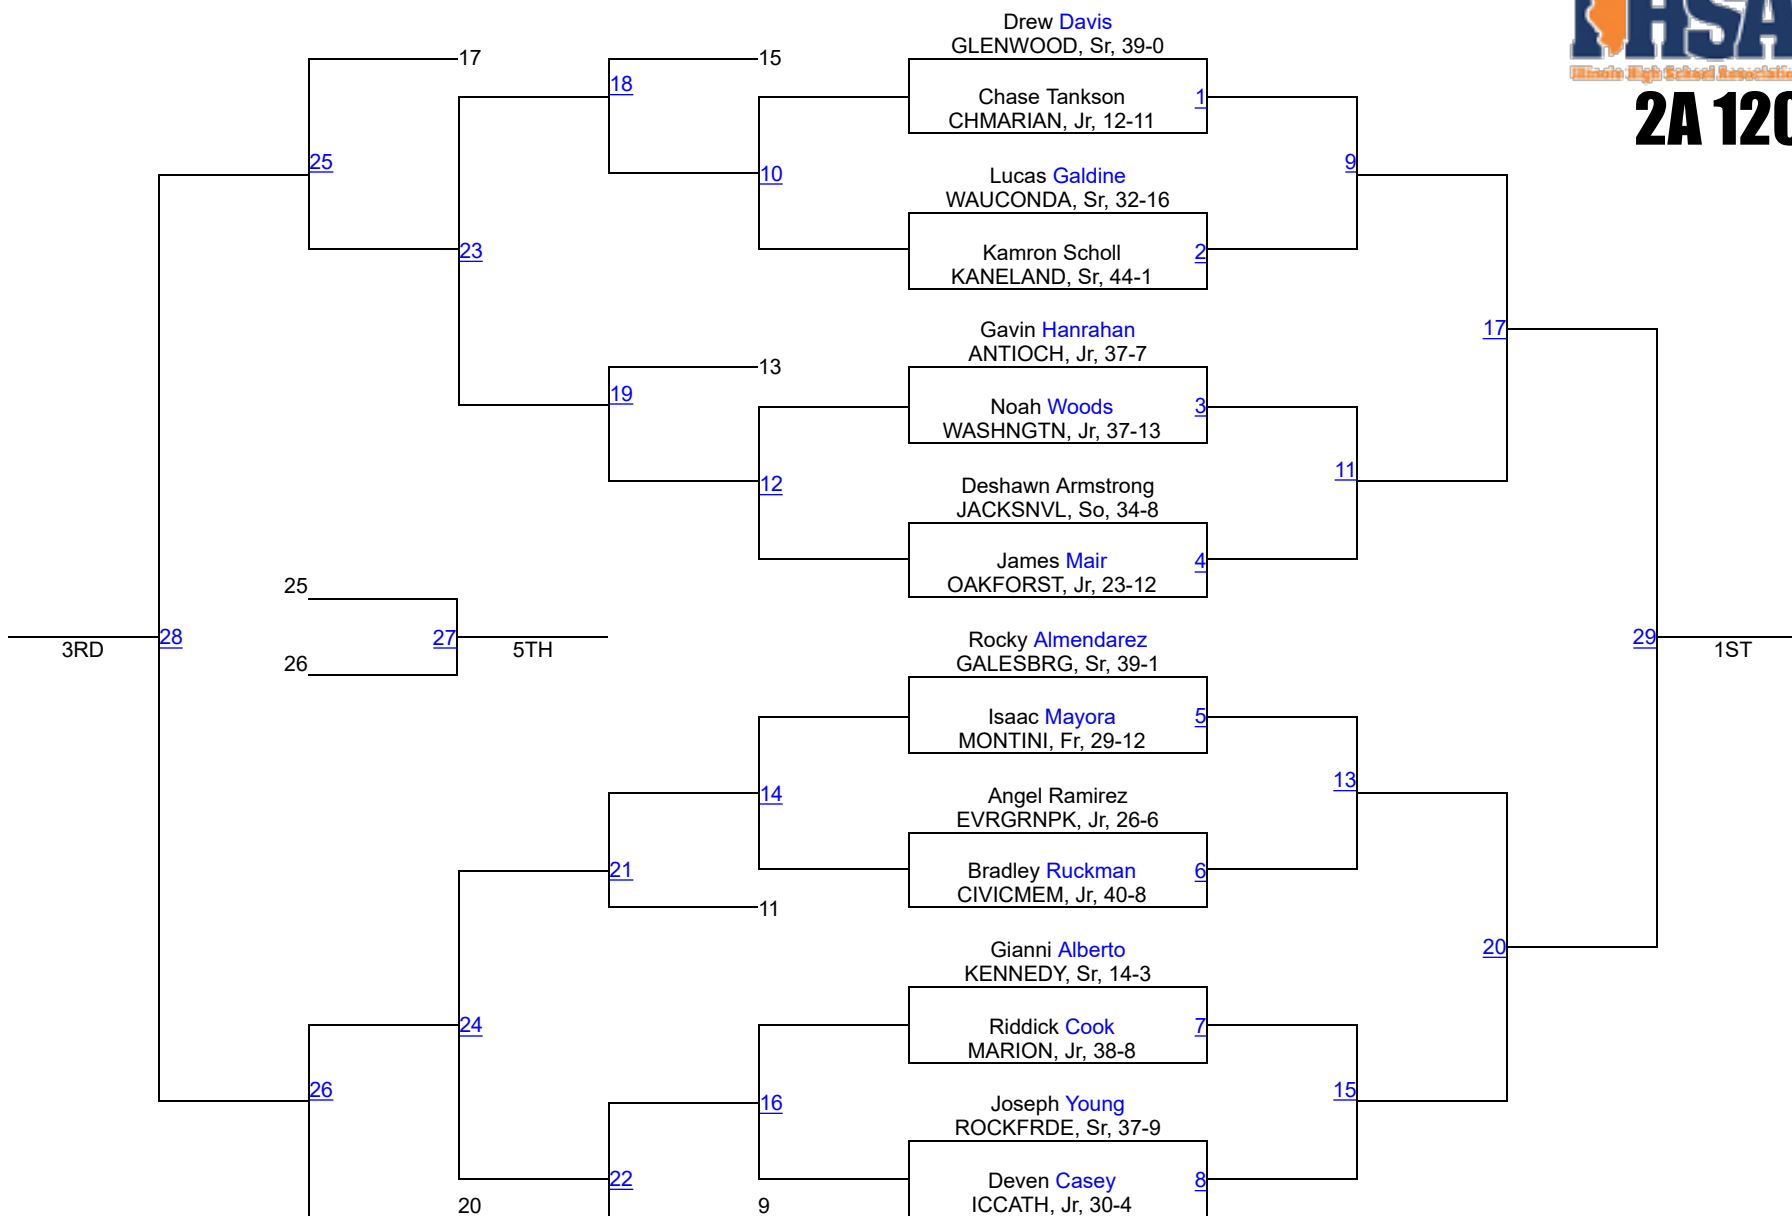 HSA
Illinois High School Association
2A 120
17
15
Drew Davis
GLENWOOD, Sr, 39-0
18
Chase Tankson
CHMARIAN, Jr, 12-11
1
25
10
Lucas Galdine
WAUCONDA, Sr, 32-16
9
23
Kamron Scholl
KANELAND, Sr, 44-1
2
Gavin Hanrahan
ANTIOCH, Jr, 37-7
17
13
19
Noah Woods
WASHNGTN, Jr, 37-13
3
12
Deshawn Armstrong
JACKSNVL, So, 34-8
11
James Mair
OAKFORST, Jr, 23-12
4
25
3RD
28
27
5TH
26
Rocky Almendarez
GALESBRG, Sr, 39-1
29
1ST
Isaac Mayora
MONTINI, Fr, 29-12
5
14
Angel Ramirez
EVRGRNPK, Jr, 26-6
13
21
Bradley Ruckman
CIVICMEM, Jr, 40-8
6
11
Gianni Alberto
KENNEDY, Sr, 14-3
20
24
Riddick Cook
MARION, Jr, 38-8
7
26
16
Joseph Young
ROCKFRDE, Sr, 37-9
15
22
Deven Casey
ICCATH, Jr, 30-4
8
20
9